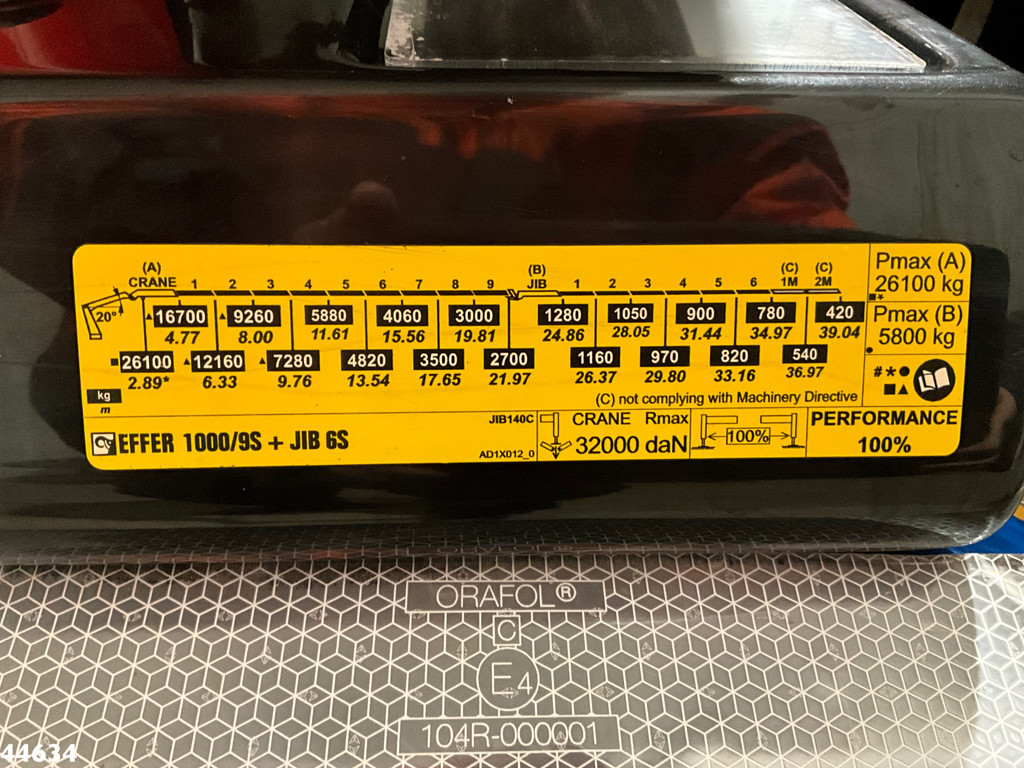 (A) (B) (C) (C)
CRANE 1 2 3 4 5 6 7 8 9 JIB 1 2 3 4 5 6 1M 2M
20°
▲16700 ▲9260 5880 4060 3000 1280 1050 900 780 420
4.77 8.00 11.61 15.56 19.81 24.86 28.05 31.44 34.97 39.04
■26100 ▲12160 ▲7280 4820 3500 2700 1160 970 820 540
2.89* 6.33 9.76 13.54 17.65 21.97 26.37 29.80 33.16 36.97
kg
m
(C) not complying with Machinery Directive
Pmax (A)
26100 kg
■*
Pmax (B)
5800 kg
●
#*●
■▲
EFFER 1000/9S + JIB 6S
JIB140C
AD1X012_0
CRANE Rmax
32000 daN
100%
PERFORMANCE
100%
ORAFOL®
C
E4
104R-000001
44634